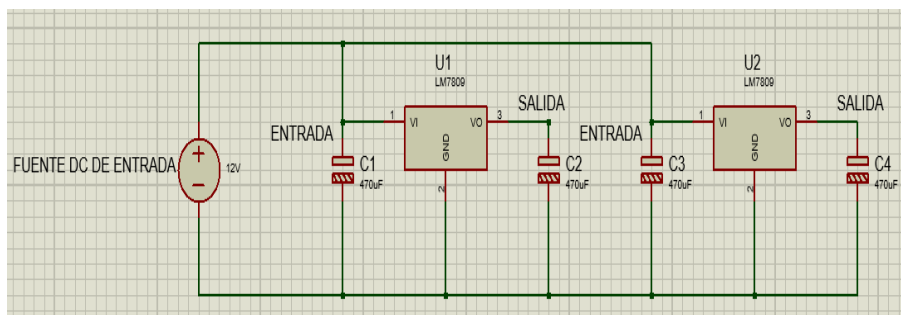 FUENTE DC DE ENTRADA
+
−
12V
ENTRADA
C1
470uF
U1
LM7809
1
VI
VO
3
GND
2
SALIDA
C2
470uF
ENTRADA
C3
470uF
U2
LM7809
1
VI
VO
3
GND
2
SALIDA
C4
470uF